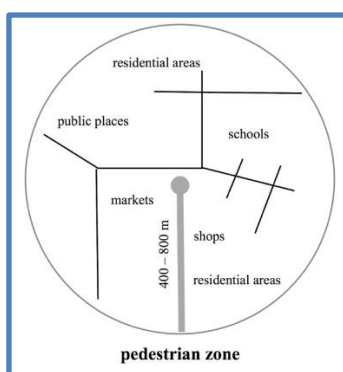 residential areas
public places
schools
markets
400 – 800 m
shops
residential areas
pedestrian zone